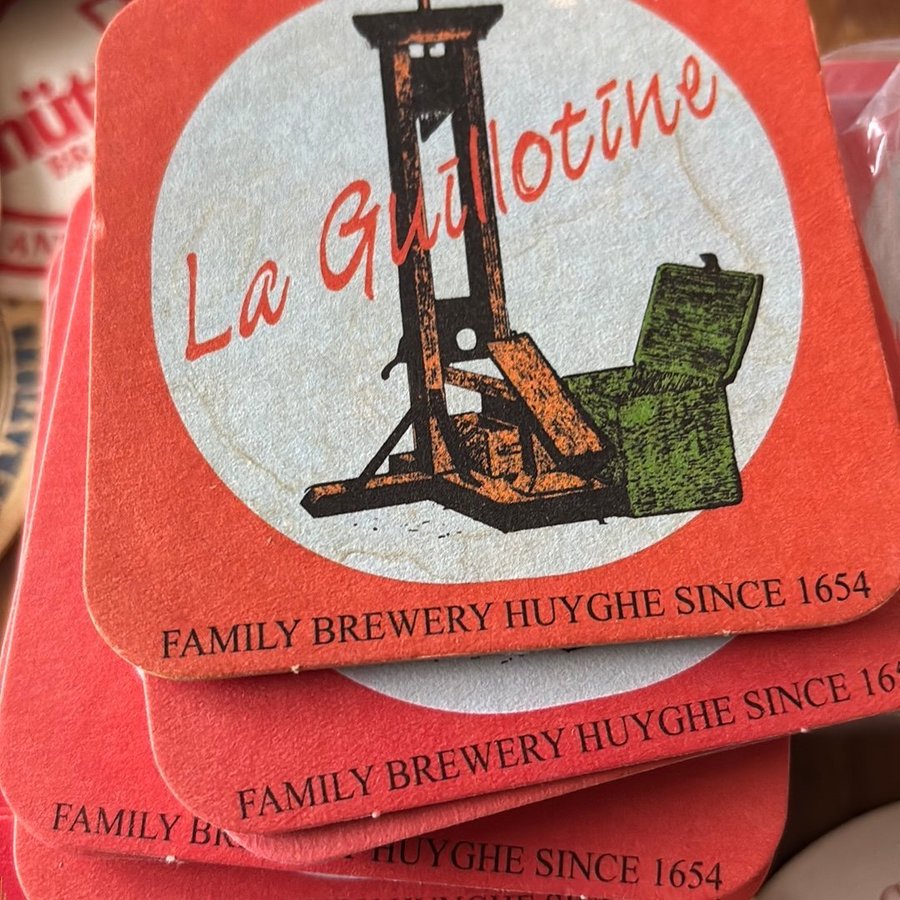 La Guillotine
FAMILY BREWERY HUYGHE SINCE 1654
FAMILY BREWERY HUYGHE SINCE
FAMILY
HUYGHE SINCE 1654